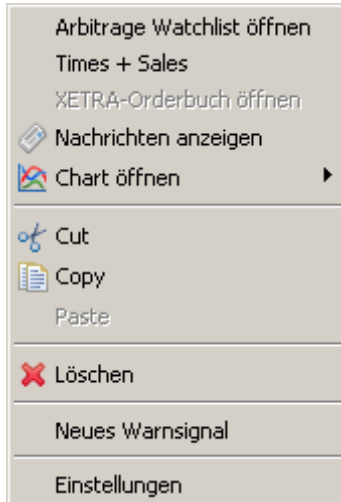 Arbitrage Watchlist öffnen
Times + Sales
XETRA-Orderbuch öffnen
Nachrichten anzeigen
Chart öffnen
Cut
Copy
Paste
Löschen
Neues Warnsignal
Einstellungen